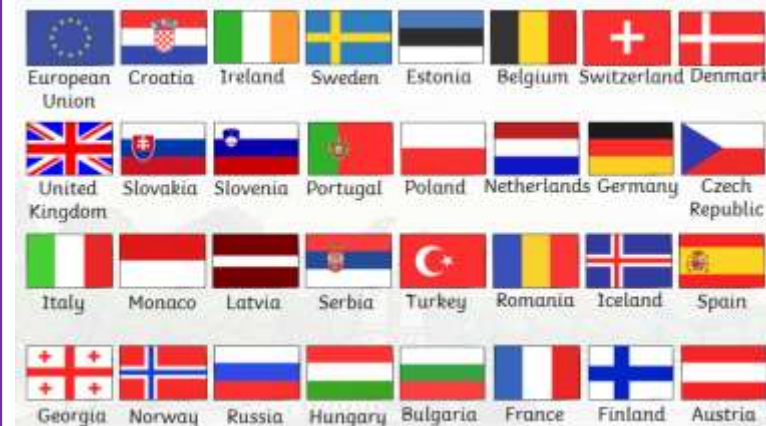 European Croatia Ireland Sweden Estonia Belgium Switzerland Denmark
Union
United Slovakia Slovenia Portugal Poland Netherlands Germany Czech
Kingdom Republic
Italy Monaco Latvia Serbia Turkey Romania Iceland Spain
Georgia Norway Russia Hungary Bulgaria France Finland Austria